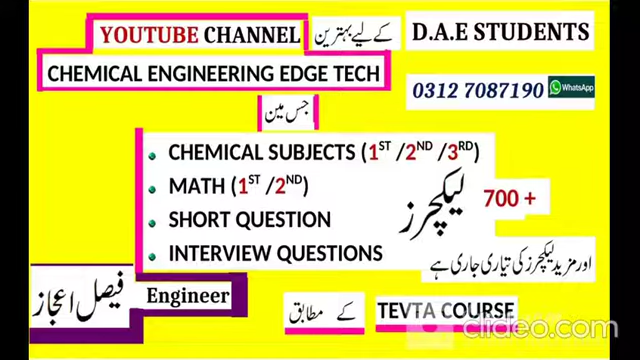 D.A.E STUDENTS کے لیے بہترین YOUTUBE CHANNEL
CHEMICAL ENGINEERING EDGE TECH
0312 7087190 WhatsApp
جس میں
CHEMICAL SUBJECTS (1ST /2ND /3RD)
MATH (1ST /2ND)
SHORT QUESTION
INTERVIEW QUESTIONS
700 + لیکچرز
اور مزید لیکچرز کی تیاری جاری ہے
فیصل اعجاز Engineer
TEVTA COURSE کے مطابق
clideo.com